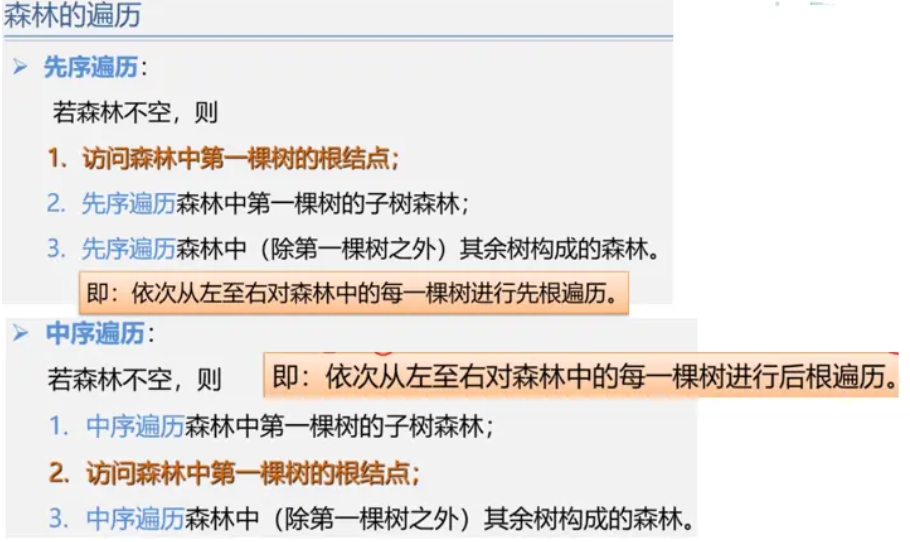 森林的遍历
➢ 先序遍历：
若森林不空，则
1. 访问森林中第一棵树的根结点；
2. 先序遍历森林中第一棵树的子树森林；
3. 先序遍历森林中（除第一棵树之外）其余树构成的森林。
即：依次从左至右对森林中的每一棵树进行先根遍历。
➢ 中序遍历：
若森林不空，则
即：依次从左至右对森林中的每一棵树进行后根遍历。
1. 中序遍历森林中第一棵树的子树森林；
2. 访问森林中第一棵树的根结点；
3. 中序遍历森林中（除第一棵树之外）其余树构成的森林。